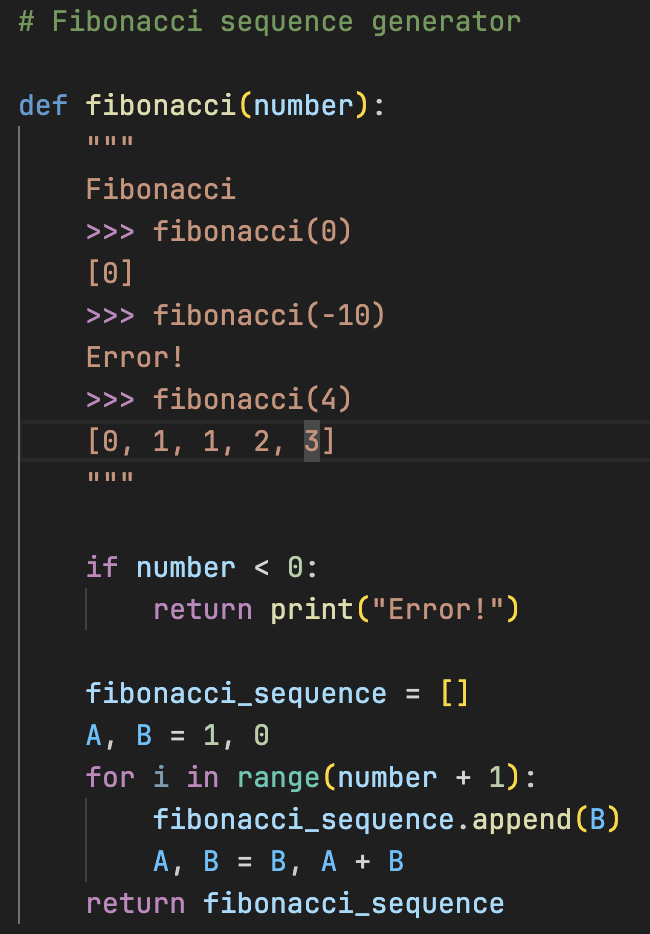 # Fibonacci sequence generator
def fibonacci(number):
"""
Fibonacci
>>> fibonacci(0)
[0]
>>> fibonacci(-10)
Error!
>>> fibonacci(4)
[0, 1, 1, 2, 3]
"""
if number < 0:
return print("Error!")
fibonacci_sequence = []
A, B = 1, 0
for i in range(number + 1):
fibonacci_sequence.append(B)
A, B = B, A + B
return fibonacci_sequence